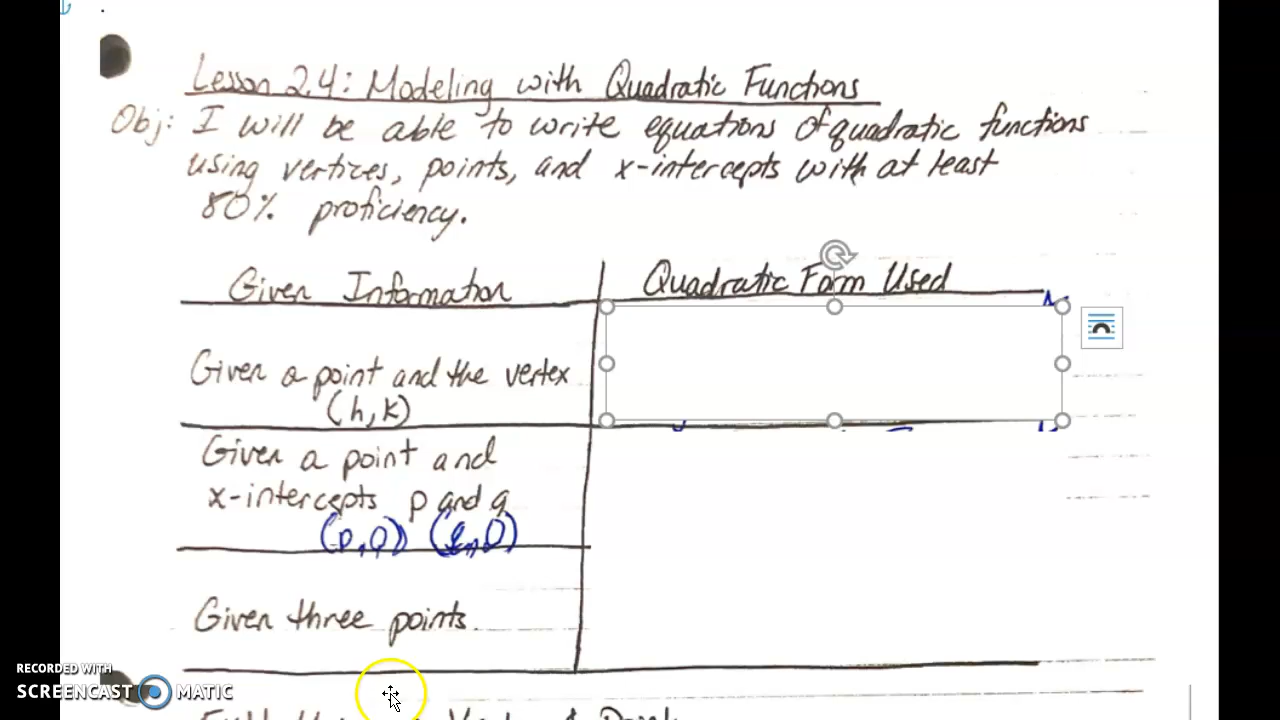 Lesson 2.4: Modeling with Quadratic Functions
Obj: I will be able to write equations of quadratic functions
using vertices, points, and x-intercepts with at least
80% proficiency.
Given Information Quadratic Form Used
Given a point and the vertex
(h, k)
Given a point and
x-intercepts p and q
(p, 0) (q, 0)
Given three points.
RECORDED WITH
SCREENCAST MATIC